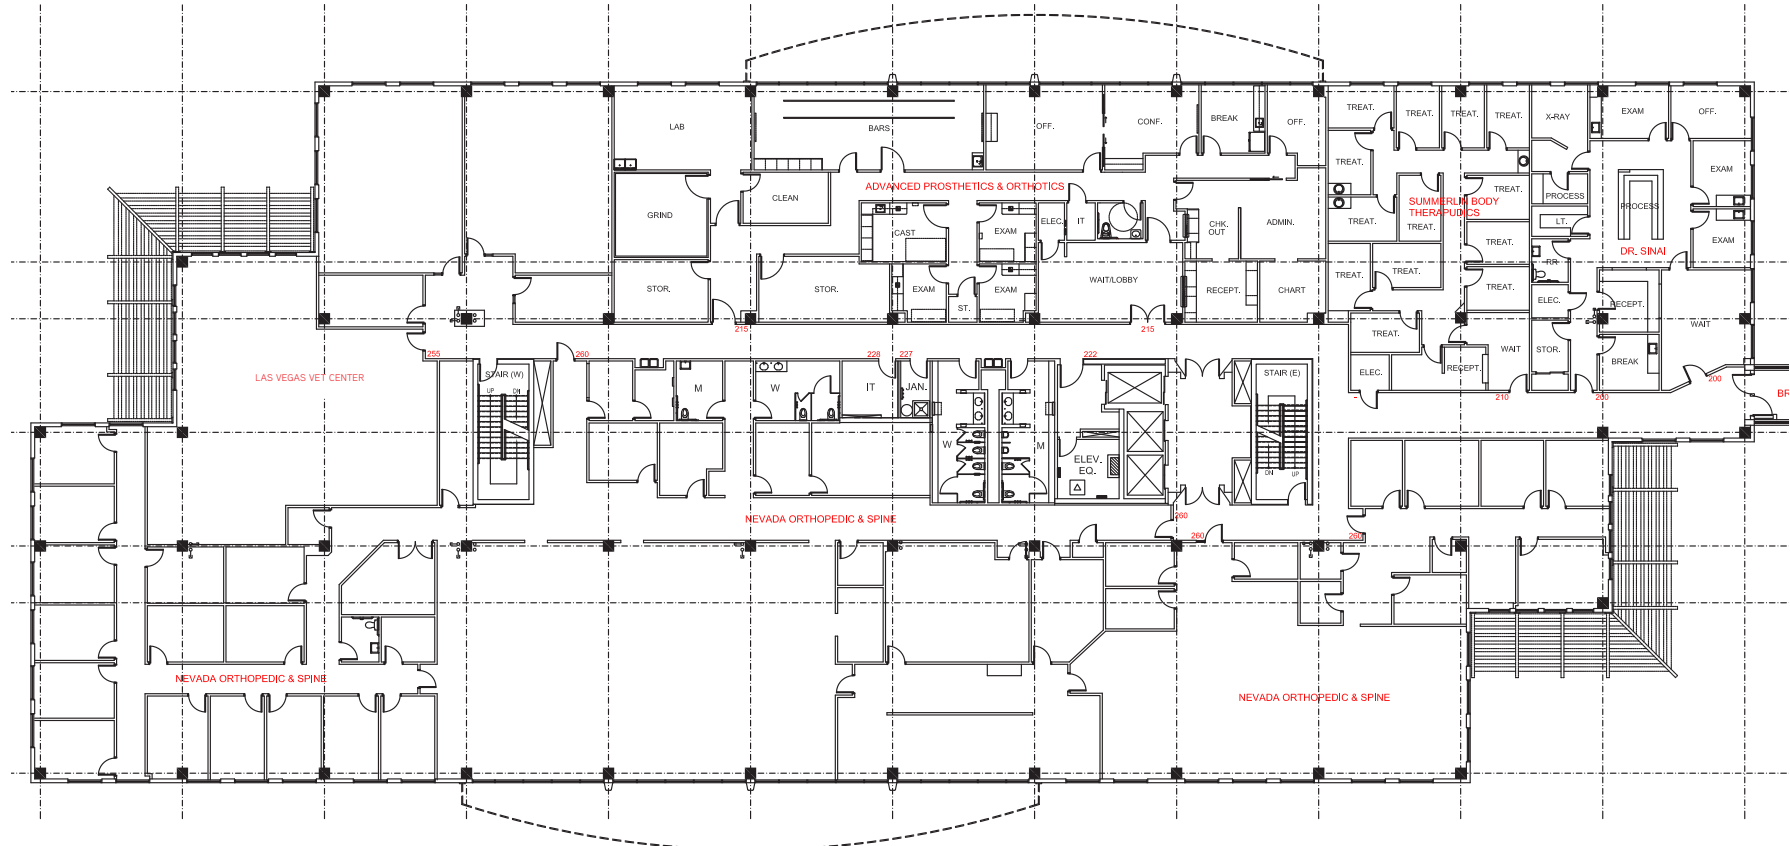 TREAT.
TREAT.
TREAT.
TREAT.
X-RAY
EXAM
OFF.
LAB
BARS
OFF.
CONF.
BREAK
OFF.
TREAT.
EXAM
ADVANCED PROSTHETICS & ORTHOTICS
CLEAN
GRIND
PROCESS
TREAT.
SUMMERLIN BODY
THERAPUDICS
PROCESS
TREAT.
TREAT.
LT.
ELEC.
IT
CHK.
OUT
ADMIN.
CAST
EXAM
EXAM
DR. SINAI
TREAT.
RR
TREAT.
TREAT.
WAIT/LOBBY
STOR.
STOR.
EXAM
EXAM
ST.
RECEPT.
CHART
TREAT.
ELEC.
RECEPT.
WAIT
215
215
TREAT.
WAIT
STOR.
BREAK
255
260
228
227
222
RECEPT.
ELEC.
LAS VEGAS VET CENTER
STAIR (W)
UP
DN
M
W
IT
JAN.
STAIR (E)
200
210
200
BR
W
M
ELEV.
EQ.
DN
UP
NEVADA ORTHOPEDIC & SPINE
260
260
260
NEVADA ORTHOPEDIC & SPINE
NEVADA ORTHOPEDIC & SPINE